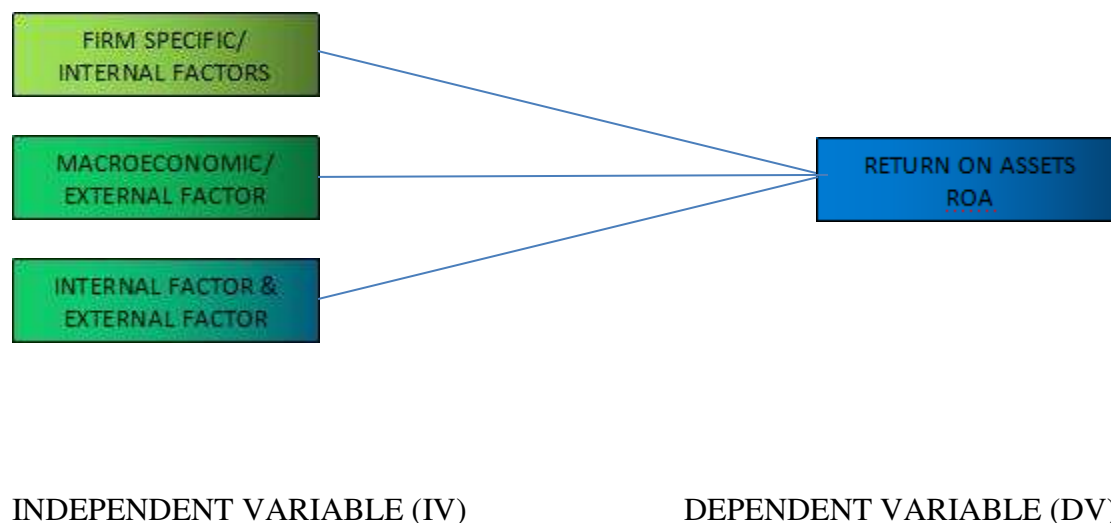 FIRM SPECIFIC/
INTERNAL FACTORS
MACROECONOMIC/
EXTERNAL FACTOR
RETURN ON ASSETS
ROA
INTERNAL FACTOR &
EXTERNAL FACTOR
INDEPENDENT VARIABLE (IV)
DEPENDENT VARIABLE (DV)